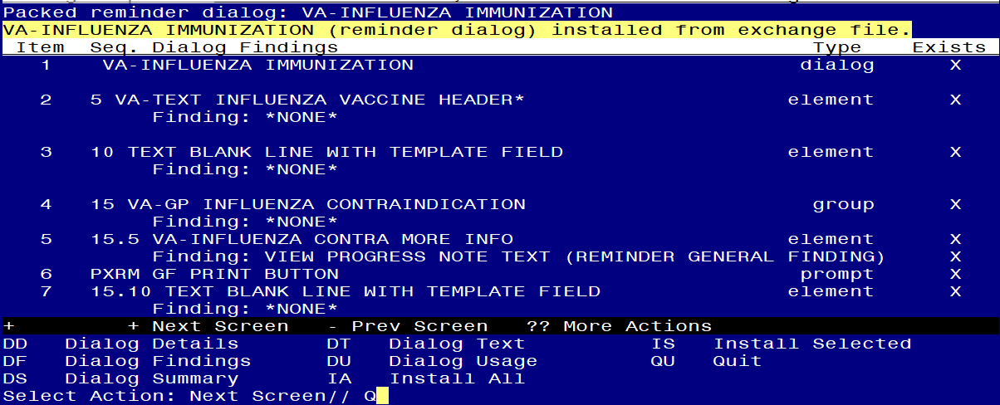 Packed reminder dialog: VA-INFLUENZA IMMUNIZATION
VA-INFLUENZA IMMUNIZATION (reminder dialog) installed from exchange file.
Item Seq. Dialog Findings Type Exists
1 VA-INFLUENZA IMMUNIZATION dialog X
2 5 VA-TEXT INFLUENZA VACCINE HEADER* element X
Finding: *NONE*
3 10 TEXT BLANK LINE WITH TEMPLATE FIELD element X
Finding: *NONE*
4 15 VA-GP INFLUENZA CONTRAINDICATION group X
Finding: *NONE*
5 15.5 VA-INFLUENZA CONTRA MORE INFO element X
Finding: VIEW PROGRESS NOTE TEXT (REMINDER GENERAL FINDING) X
6 PXRM GF PRINT BUTTON prompt X
7 15.10 TEXT BLANK LINE WITH TEMPLATE FIELD element X
Finding: *NONE*
+ + Next Screen - Prev Screen ?? More Actions
DD Dialog Details DT Dialog Text IS Install Selected
DF Dialog Findings DU Dialog Usage QU Quit
DS Dialog Summary IA Install All
Select Action: Next Screen// Q